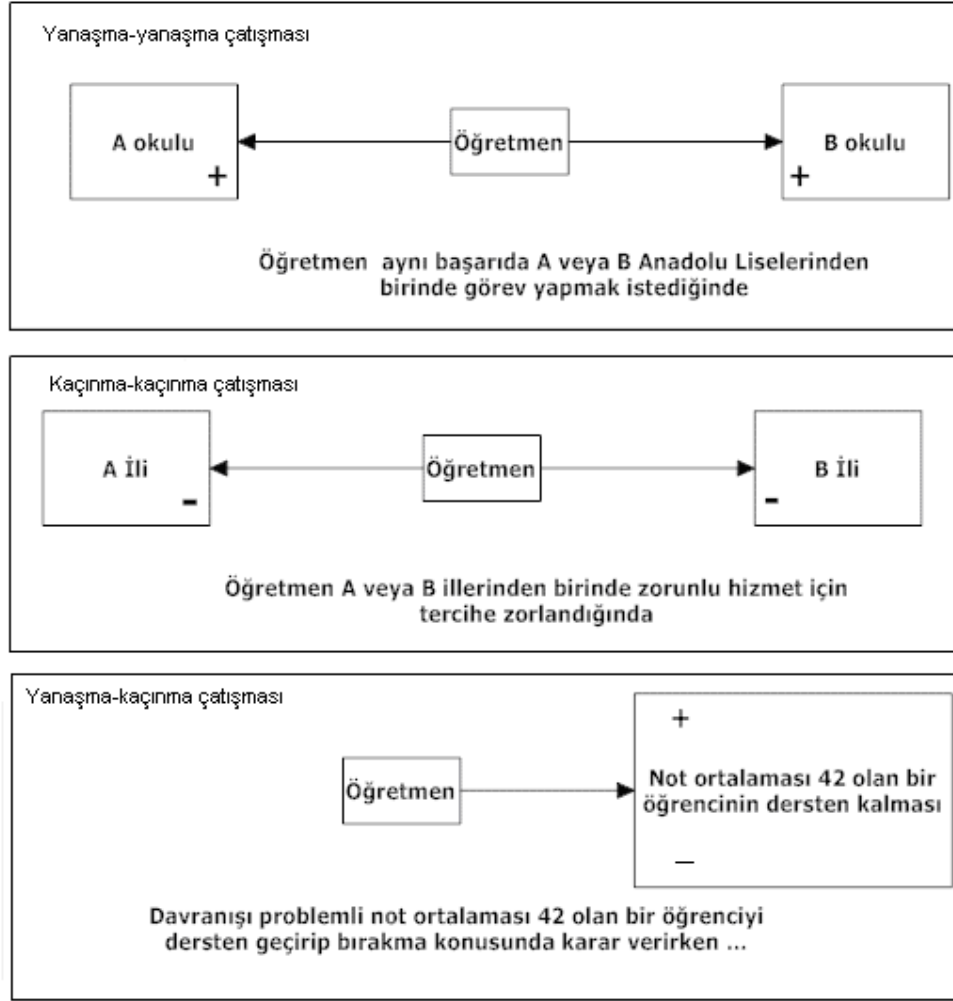 Yanaşma-yanaşma çatışması
A okulu
+
Öğretmen
B okulu
+
Öğretmen aynı başarıda A veya B Anadolu Liselerinden
birinde görev yapmak istediğinde
Kaçınma-kaçınma çatışması
A İli
-
Öğretmen
B İli
-
Öğretmen A veya B illerinden birinde zorunlu hizmet için
tercihe zorlandığında
Yanaşma-kaçınma çatışması
Öğretmen
+
Not ortalaması 42 olan bir
öğrencinin dersten kalması
—
Davranışı problemli not ortalaması 42 olan bir öğrenciyi
dersten geçirip bırakma konusunda karar verirken ...